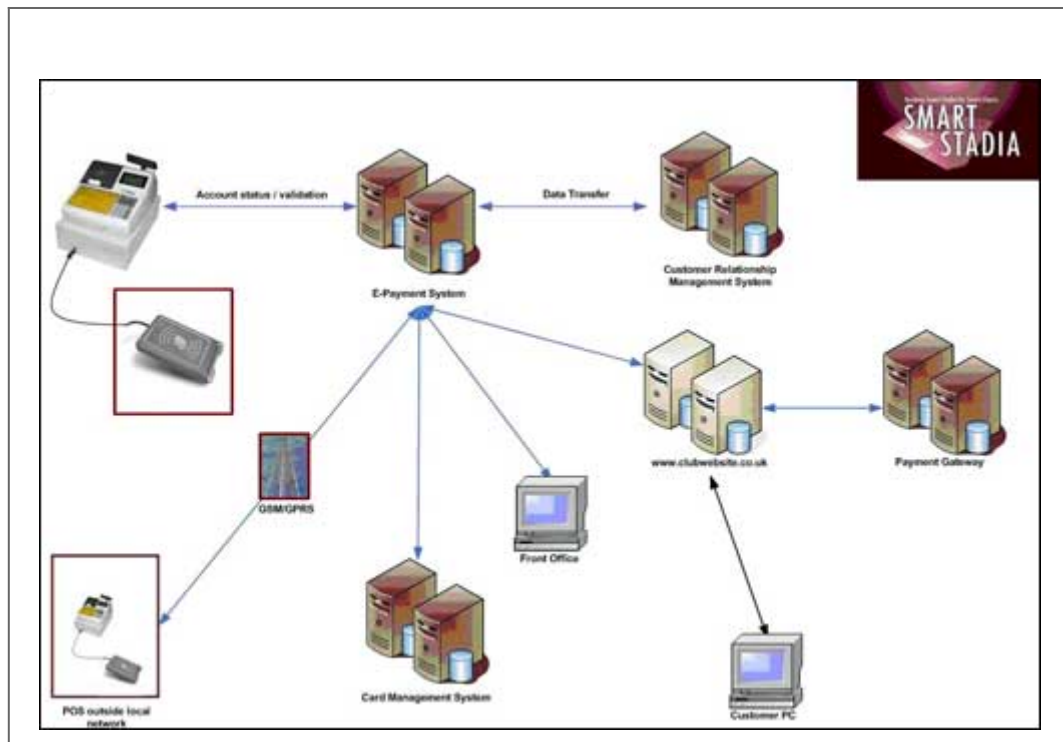 SMART
STADIA
Account status / validation
Data Transfer
E-Payment System
Customer Relationship
Management System
www.clubwebsite.co.uk
Payment Gateway
GSM/GPRS
Front Office
Card Management System
POS outside local
network
Customer PC